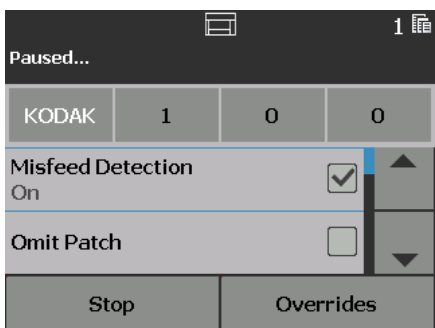 1
Paused...
KODAK 1 0 0
Misfeed Detection
On
Omit Patch
Stop Overrides